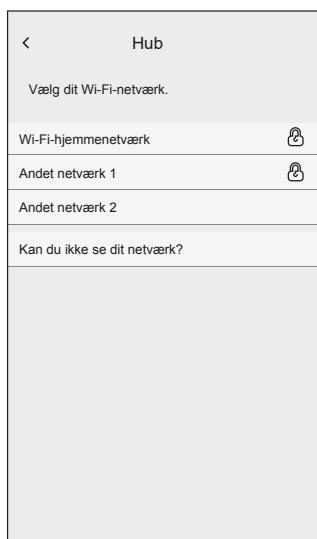 Hub
Vælg dit Wi-Fi-netværk.
Wi-Fi-hjemmenetværk
Andet netværk 1
Andet netværk 2
Kan du ikke se dit netværk?